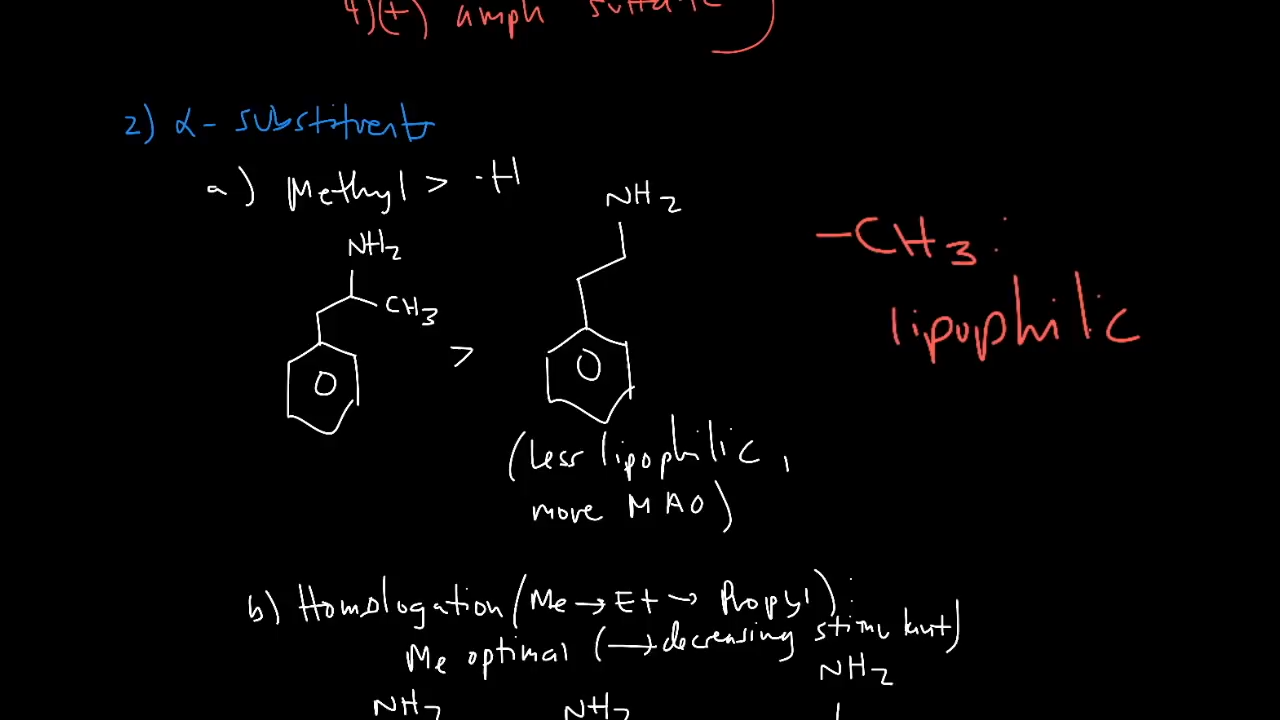 4) (+) amph sulfate
2) α- substituents
a) Methyl > -H
NH2
NH2
CH3
>
-CH3:
lipophilic
(less lipophilic,
more MAO)
b) Homologation (Me → Et → Propyl):
Me optimal (→ decreasing stimulant)
NH2
NH2
NH2